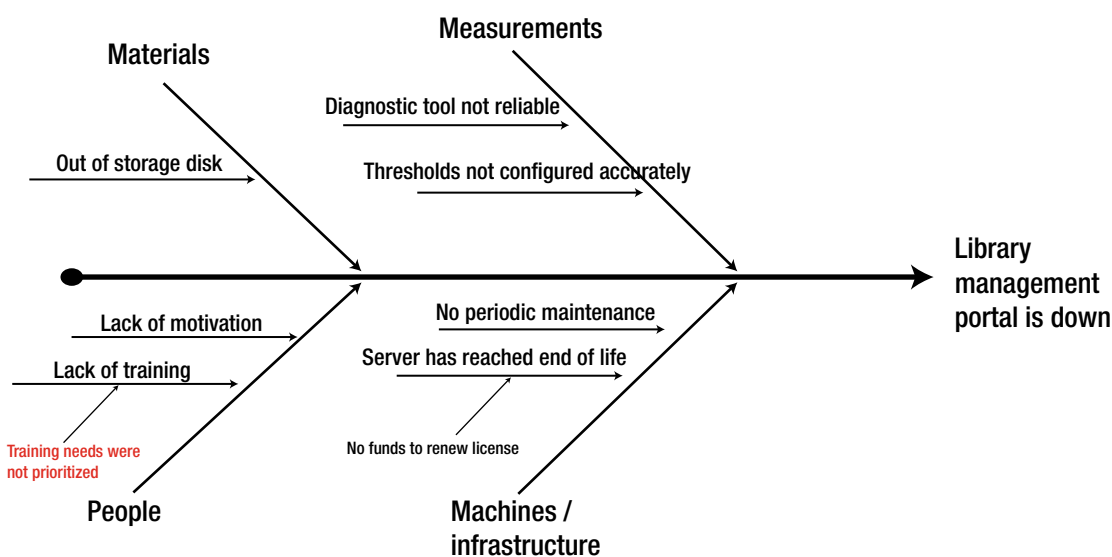 Measurements
Materials
Diagnostic tool not reliable
Out of storage disk
Thresholds not configured accurately
Library
management
portal is down
Lack of motivation
No periodic maintenance
Lack of training
Server has reached end of life
Training needs were
not prioritized
No funds to renew license
People
Machines /
infrastructure